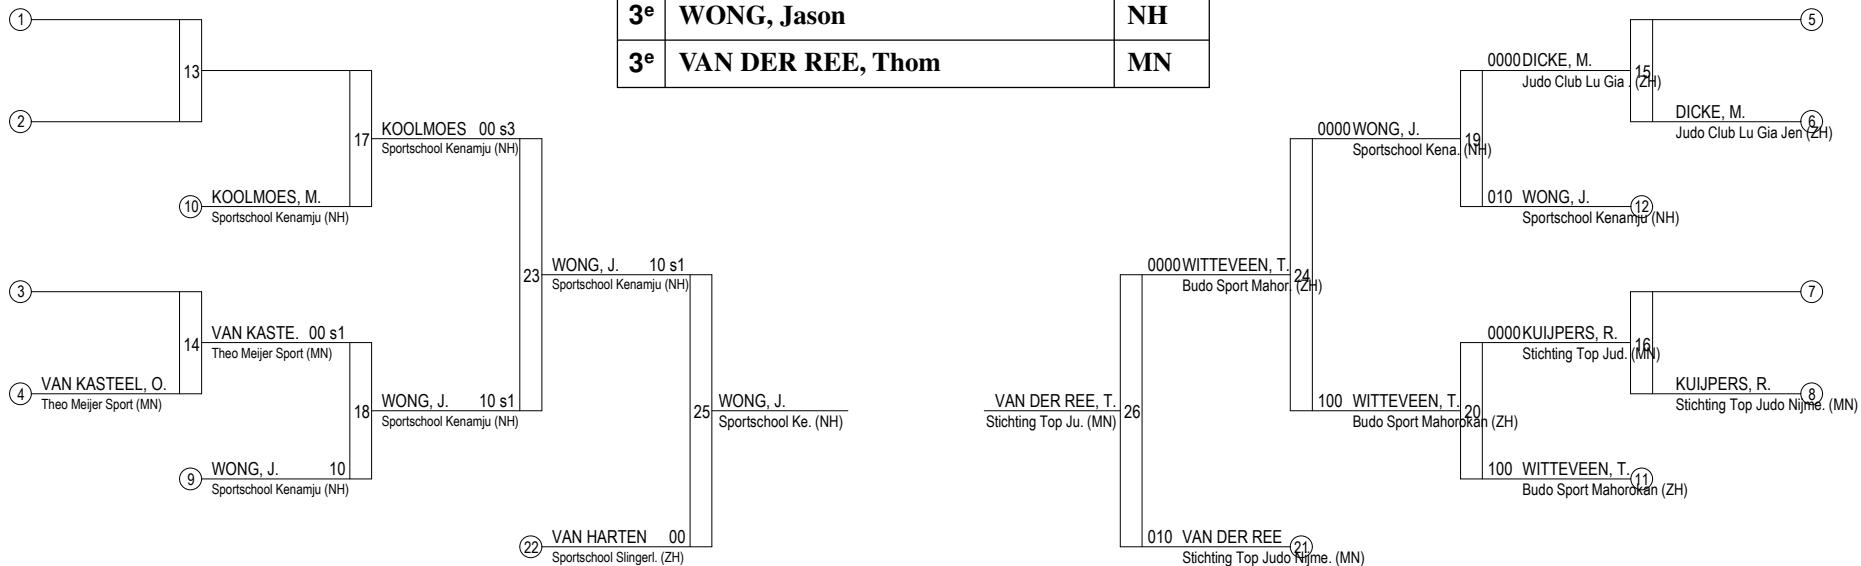 3e WONG, Jason NH
3e VAN DER REE, Thom MN
1
13
2
17
KOOLMOES 00 s3
Sportschool Kenamju (NH)
10 KOOLMOES, M.
Sportschool Kenamju (NH)
3
14
VAN KASTE. 00 s1
Theo Meijer Sport (MN)
4 VAN KASTEEL, O.
Theo Meijer Sport (MN)
18
WONG, J. 10 s1
Sportschool Kenamju (NH)
9 WONG, J. 10
Sportschool Kenamju (NH)
23
WONG, J. 10 s1
Sportschool Kenamju (NH)
25
WONG, J.
Sportschool Ke. (NH)
22 VAN HARTEN 00
Sportschool Slingerl. (ZH)
5
15
0000 DICKE, M.
Judo Club Lu Gia . (ZH)
DICKE, M. 6
Judo Club Lu Gia Jen (ZH)
19
0000 WONG, J.
Sportschool Kena. (NH)
010 WONG, J. 12
Sportschool Kenamju (NH)
24
0000 WITTEVEEN, T.
Budo Sport Mahor. (ZH)
7
16
0000 KUIJPERS, R.
Stichting Top Jud. (MN)
KUIJPERS, R. 8
Stichting Top Judo Nijme. (MN)
20
100 WITTEVEEN, T.
Budo Sport Mahorokan (ZH)
100 WITTEVEEN, T. 11
Budo Sport Mahorokan (ZH)
26
VAN DER REE, T.
Stichting Top Ju. (MN)
010 VAN DER REE 21
Stichting Top Judo Nijme. (MN)